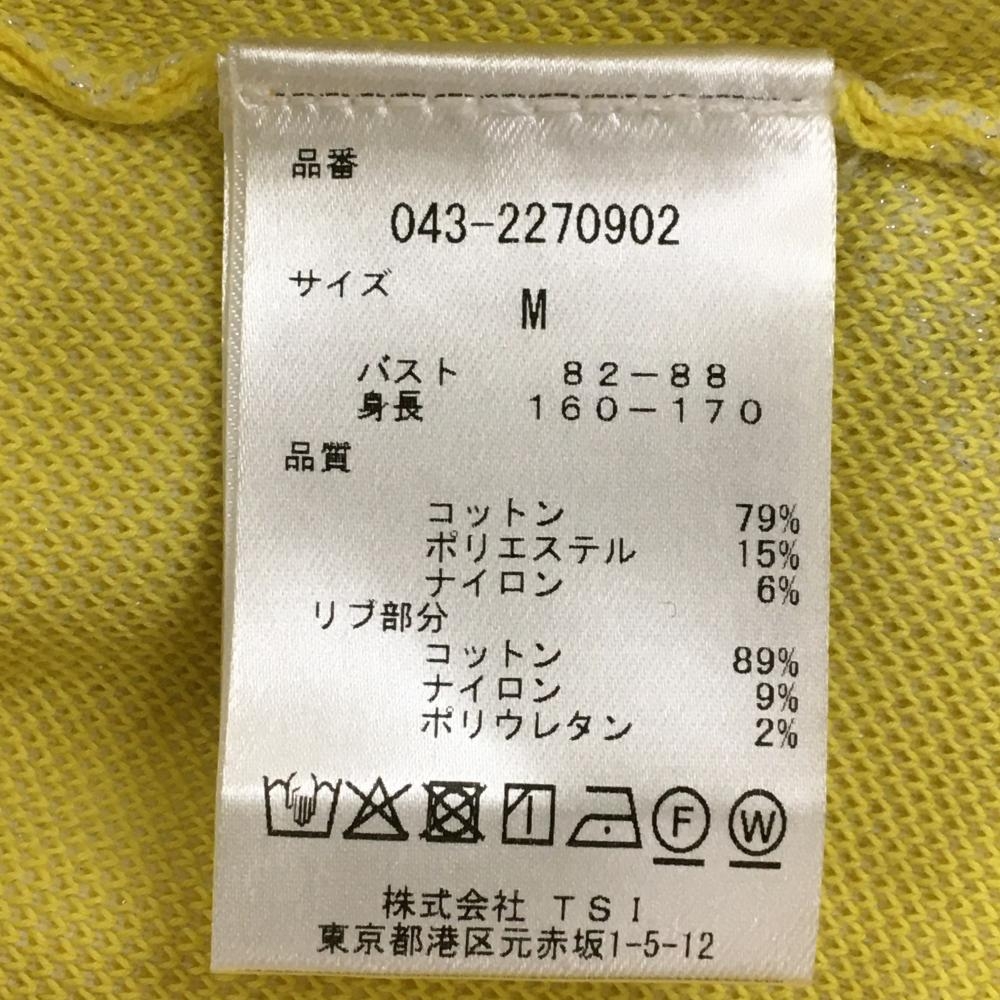 品番
043-2270902
サイズ
M
バスト 82-88
身長 160-170
品質
コットン 79%
ポリエステル 15%
ナイロン 6%
リブ部分
コットン 89%
ナイロン 9%
ポリウレタン 2%
F W
株式会社 TSI
東京都港区元赤坂1-5-12